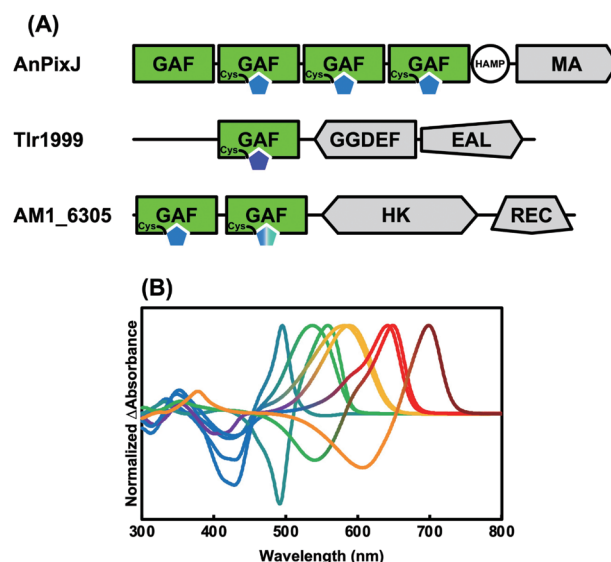 (A)
AnPixJ GAF GAF GAF GAF HAMP MA
Cys Cys Cys
Tlr1999 GAF GGDEF EAL
Cys
AM1_6305 GAF GAF HK REC
Cys Cys
(B)
Normalized △Absorbance
300 400 500 600 700 800
Wavelength (nm)